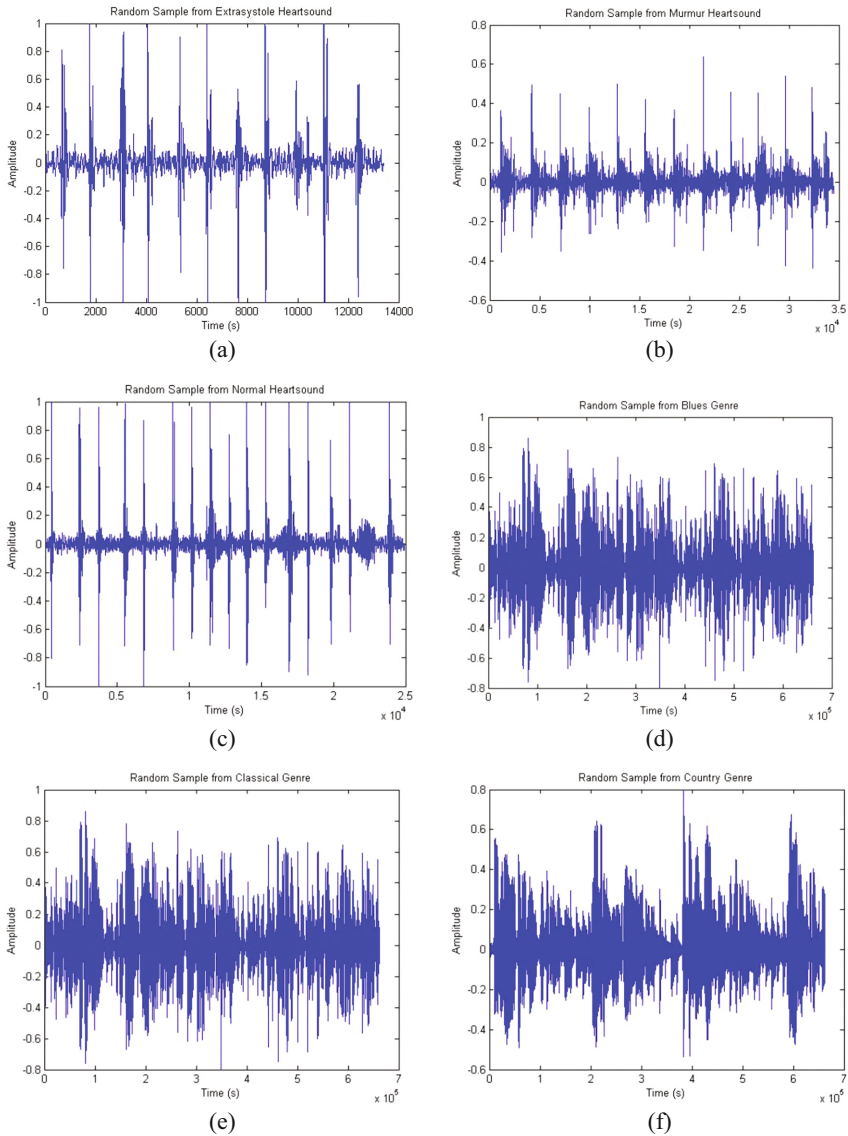 Random Sample from Extrasystole Heartsound
1
0.8
0.6
0.4
0.2
0
-0.2
-0.4
-0.6
-0.8
-1
Amplitude
0 2000 4000 6000 8000 10000 12000 14000
Time (s)
(a)
Random Sample from Murmur Heartsound
0.8
0.6
0.4
0.2
0
-0.2
-0.4
-0.6
Amplitude
0 0.5 1 1.5 2 2.5 3 3.5
Time (s)
x 10^4
(b)
Random Sample from Normal Heartsound
1
0.8
0.6
0.4
0.2
0
-0.2
-0.4
-0.6
-0.8
-1
Amplitude
0 0.5 1 1.5 2 2.5
Time (s)
x 10^4
(c)
Random Sample from Blues Genre
1
0.8
0.6
0.4
0.2
0
-0.2
-0.4
-0.6
-0.8
Amplitude
0 1 2 3 4 5 6 7
Time (s)
x 10^5
(d)
Random Sample from Classical Genre
1
0.8
0.6
0.4
0.2
0
-0.2
-0.4
-0.6
-0.8
Amplitude
0 1 2 3 4 5 6 7
Time (s)
x 10^5
(e)
Random Sample from Country Genre
0.8
0.6
0.4
0.2
0
-0.2
-0.4
-0.6
Amplitude
0 1 2 3 4 5 6 7
Time (s)
x 10^5
(f)